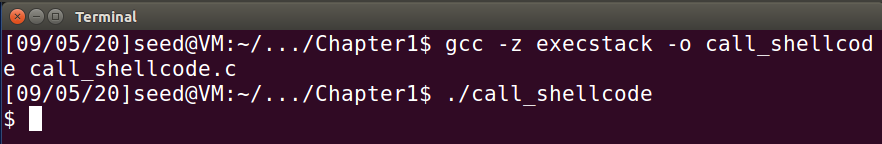 Terminal
[09/05/20]seed@VM:~/.../Chapter1$ gcc -z execstack -o call_shellcod
e call_shellcode.c
[09/05/20]seed@VM:~/.../Chapter1$ ./call_shellcode
$